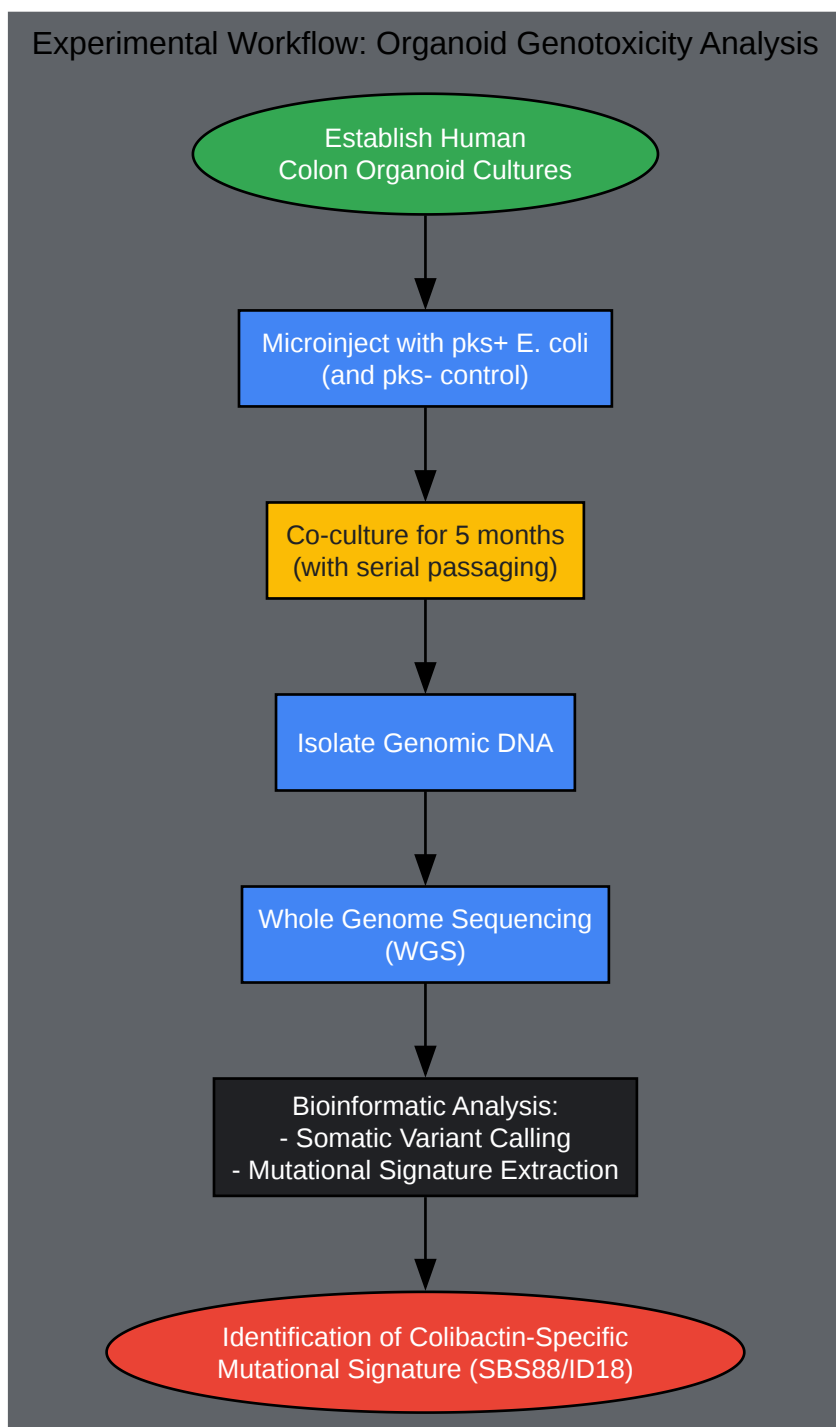 Experimental Workflow: Organoid Genotoxicity Analysis
Establish Human
Colon Organoid Cultures
Microinject with pks+ E. coli
(and pks- control)
Co-culture for 5 months
(with serial passaging)
Isolate Genomic DNA
Whole Genome Sequencing
(WGS)
Bioinformatic Analysis:
- Somatic Variant Calling
- Mutational Signature Extraction
Identification of Colibactin-Specific
Mutational Signature (SBS88/ID18)